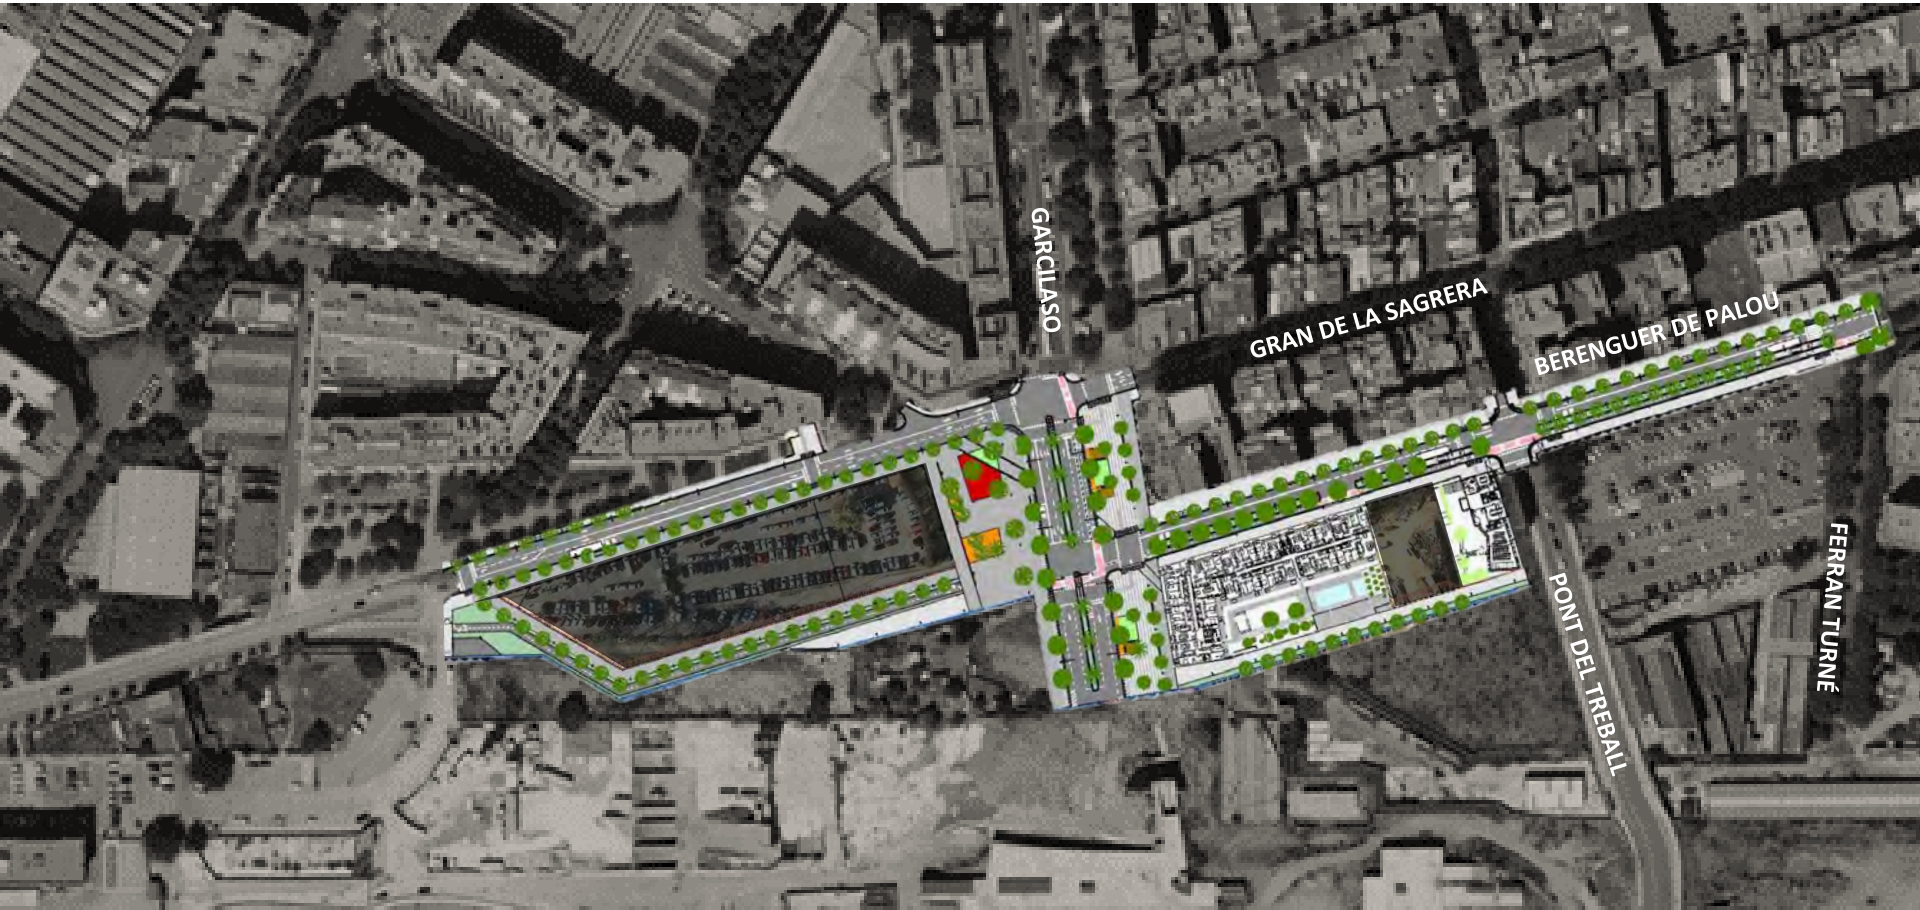 GARCILASO
GRAN DE LA SAGRERA
BERENGUER DE PALOU
FERRAN TURNÉ
PONT DEL TREBALL